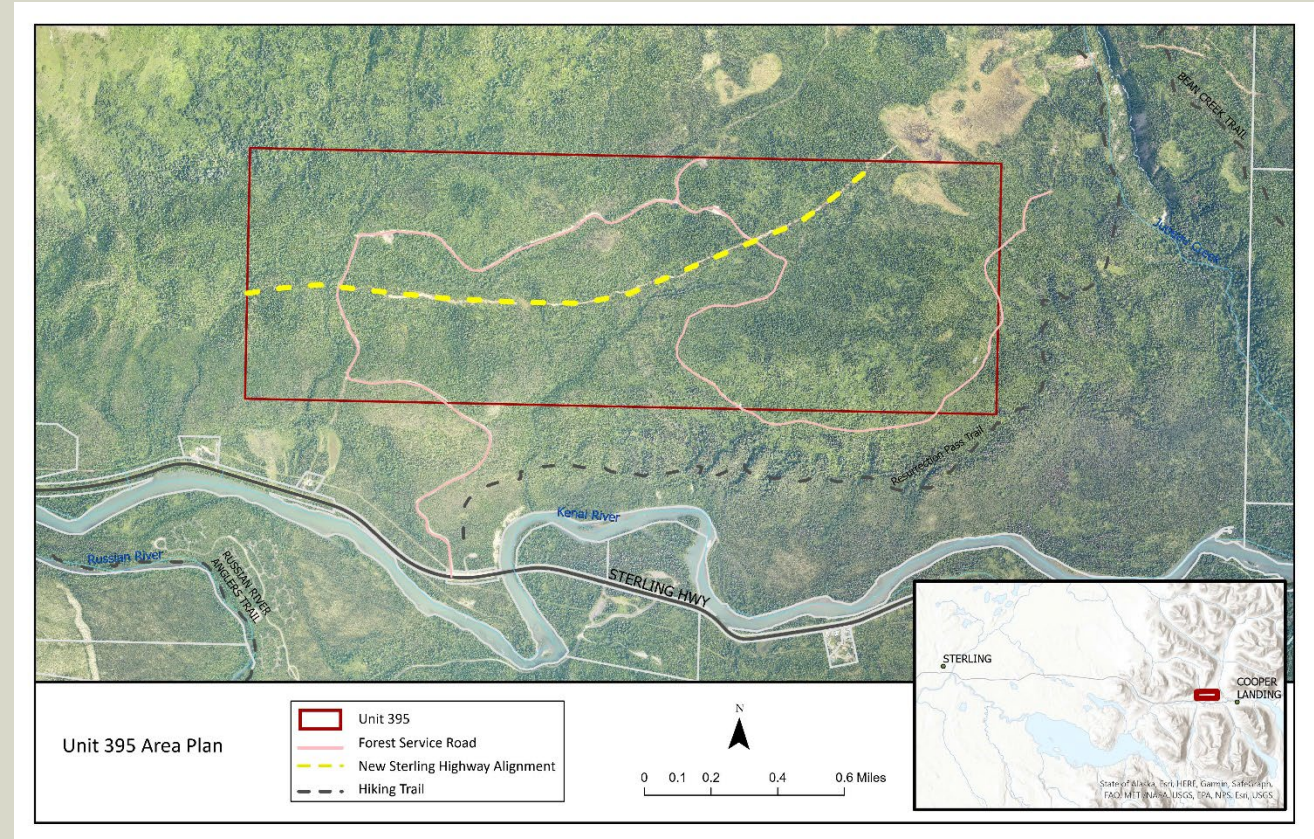 BEAN CREEK TRAIL
Juneau Creek
Resurrection Pass Trail
Kenai River
Russian River
RUSSIAN RIVER
ANGLERS TRAIL
STERLING HWY
STERLING
COOPER
LANDING
State of Alaska, Esri, HERE, Garmin, SafeGraph,
FAO, METI/NASA, USGS, EPA, NPS, Esri, USGS
Unit 395 Area Plan
Unit 395
Forest Service Road
New Sterling Highway Alignment
Hiking Trail
N
0 0.1 0.2 0.4 0.6 Miles